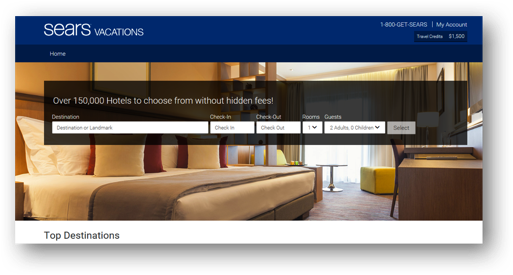 sears VACATIONS
1-800-GET-SEARS | My Account
Travel Credits $1,500
Home
Over 150,000 Hotels to choose from without hidden fees!
Destination Check-In Check-Out Rooms Guests
Destination or Landmark Check In Check Out 1 2 Adults, 0 Children Select
Top Destinations